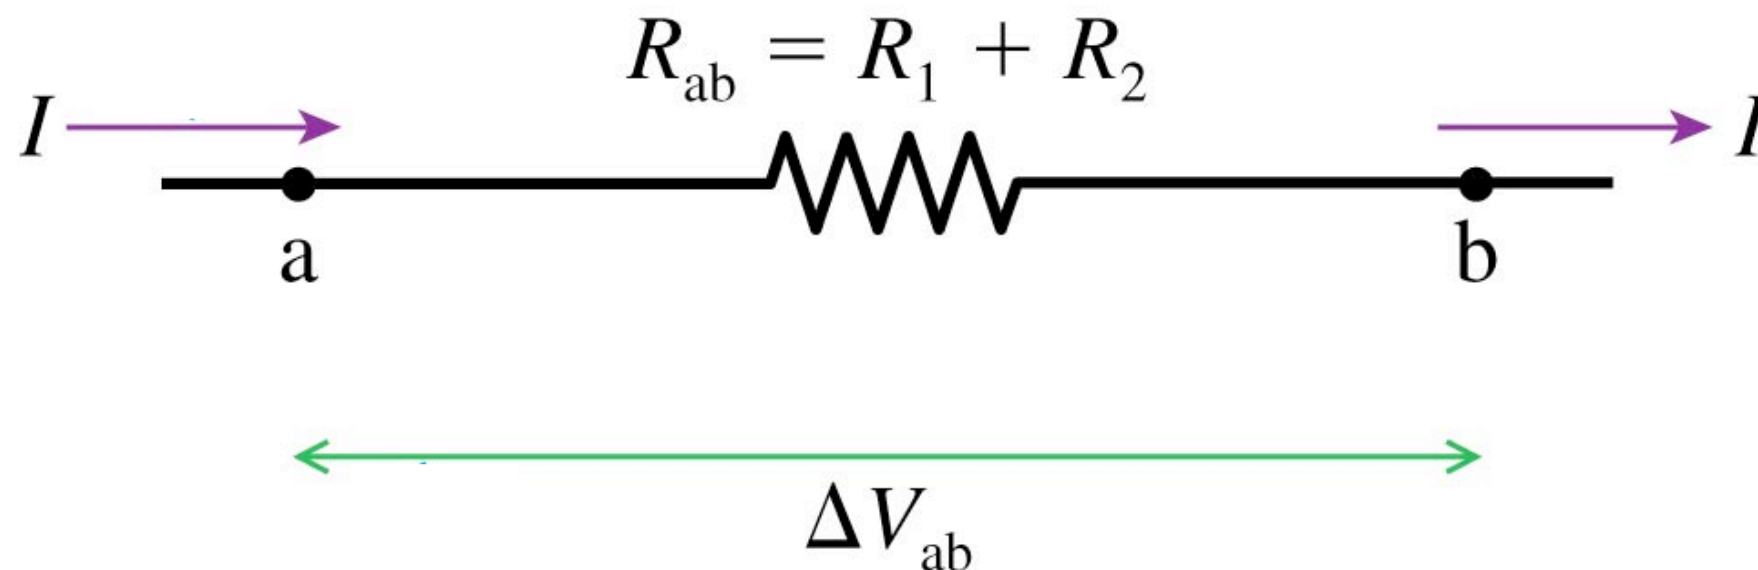 R_ab = R_1 + R_2
I I
a b
ΔV_ab